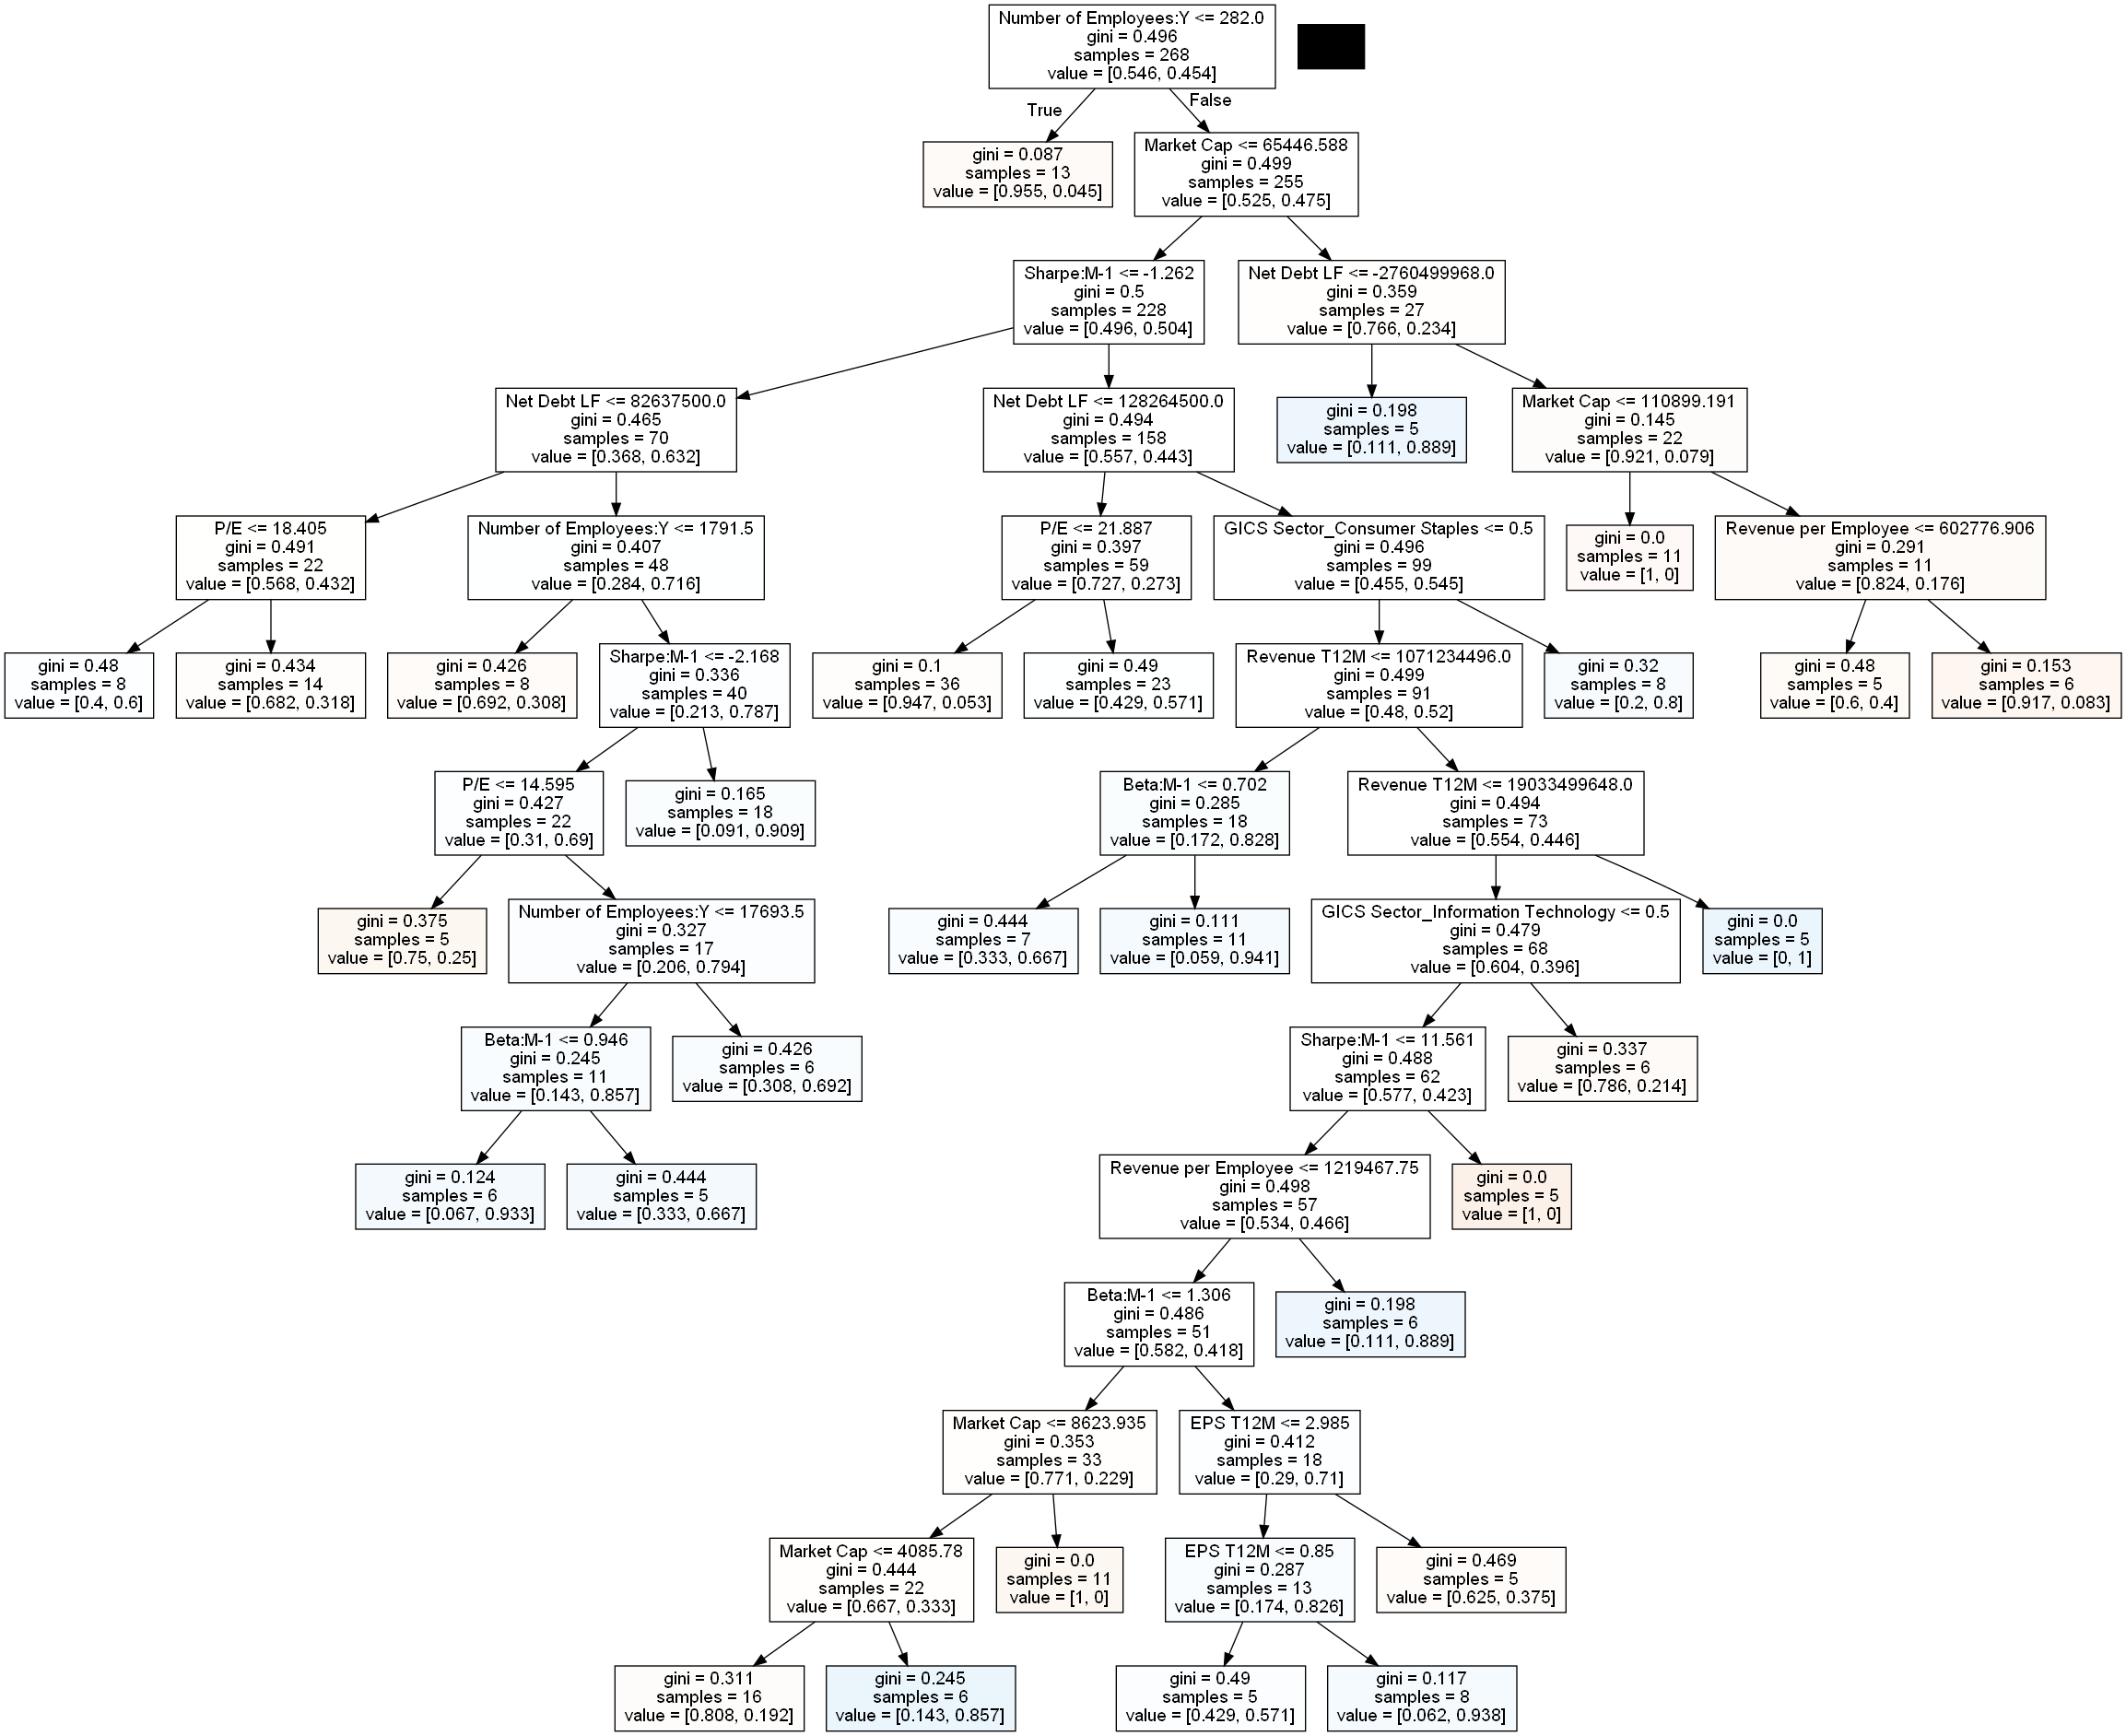 Number of Employees:Y <= 282.0
gini = 0.496
samples = 268
value = [0.546, 0.454]
True
False
gini = 0.087
samples = 13
value = [0.955, 0.045]
Market Cap <= 65446.588
gini = 0.499
samples = 255
value = [0.525, 0.475]
Sharpe:M-1 <= -1.262
gini = 0.5
samples = 228
value = [0.496, 0.504]
Net Debt LF <= -2760499968.0
gini = 0.359
samples = 27
value = [0.766, 0.234]
Net Debt LF <= 82637500.0
gini = 0.465
samples = 70
value = [0.368, 0.632]
Net Debt LF <= 128264500.0
gini = 0.494
samples = 158
value = [0.557, 0.443]
gini = 0.198
samples = 5
value = [0.111, 0.889]
Market Cap <= 110899.191
gini = 0.145
samples = 22
value = [0.921, 0.079]
P/E <= 18.405
gini = 0.491
samples = 22
value = [0.568, 0.432]
Number of Employees:Y <= 1791.5
gini = 0.407
samples = 48
value = [0.284, 0.716]
P/E <= 21.887
gini = 0.397
samples = 59
value = [0.727, 0.273]
GICS Sector_Consumer Staples <= 0.5
gini = 0.496
samples = 99
value = [0.455, 0.545]
gini = 0.0
samples = 11
value = [1, 0]
Revenue per Employee <= 602776.906
gini = 0.291
samples = 11
value = [0.824, 0.176]
gini = 0.48
samples = 8
value = [0.4, 0.6]
gini = 0.434
samples = 14
value = [0.682, 0.318]
gini = 0.426
samples = 8
value = [0.692, 0.308]
Sharpe:M-1 <= -2.168
gini = 0.336
samples = 40
value = [0.213, 0.787]
gini = 0.1
samples = 36
value = [0.947, 0.053]
gini = 0.49
samples = 23
value = [0.429, 0.571]
Revenue T12M <= 1071234496.0
gini = 0.499
samples = 91
value = [0.48, 0.52]
gini = 0.32
samples = 8
value = [0.2, 0.8]
gini = 0.48
samples = 5
value = [0.6, 0.4]
gini = 0.153
samples = 6
value = [0.917, 0.083]
P/E <= 14.595
gini = 0.427
samples = 22
value = [0.31, 0.69]
gini = 0.165
samples = 18
value = [0.091, 0.909]
Beta:M-1 <= 0.702
gini = 0.285
samples = 18
value = [0.172, 0.828]
Revenue T12M <= 19033499648.0
gini = 0.494
samples = 73
value = [0.554, 0.446]
gini = 0.375
samples = 5
value = [0.75, 0.25]
Number of Employees:Y <= 17693.5
gini = 0.327
samples = 17
value = [0.206, 0.794]
gini = 0.444
samples = 7
value = [0.333, 0.667]
gini = 0.111
samples = 11
value = [0.059, 0.941]
GICS Sector_Information Technology <= 0.5
gini = 0.479
samples = 68
value = [0.604, 0.396]
gini = 0.0
samples = 5
value = [0, 1]
Beta:M-1 <= 0.946
gini = 0.245
samples = 11
value = [0.143, 0.857]
gini = 0.426
samples = 6
value = [0.308, 0.692]
Sharpe:M-1 <= 11.561
gini = 0.488
samples = 62
value = [0.577, 0.423]
gini = 0.337
samples = 6
value = [0.786, 0.214]
gini = 0.124
samples = 6
value = [0.067, 0.933]
gini = 0.444
samples = 5
value = [0.333, 0.667]
Revenue per Employee <= 1219467.75
gini = 0.498
samples = 57
value = [0.534, 0.466]
gini = 0.0
samples = 5
value = [1, 0]
Beta:M-1 <= 1.306
gini = 0.486
samples = 51
value = [0.582, 0.418]
gini = 0.198
samples = 6
value = [0.111, 0.889]
Market Cap <= 8623.935
gini = 0.353
samples = 33
value = [0.771, 0.229]
EPS T12M <= 2.985
gini = 0.412
samples = 18
value = [0.29, 0.71]
Market Cap <= 4085.78
gini = 0.444
samples = 22
value = [0.667, 0.333]
gini = 0.0
samples = 11
value = [1, 0]
EPS T12M <= 0.85
gini = 0.287
samples = 13
value = [0.174, 0.826]
gini = 0.469
samples = 5
value = [0.625, 0.375]
gini = 0.311
samples = 16
value = [0.808, 0.192]
gini = 0.245
samples = 6
value = [0.143, 0.857]
gini = 0.49
samples = 5
value = [0.429, 0.571]
gini = 0.117
samples = 8
value = [0.062, 0.938]